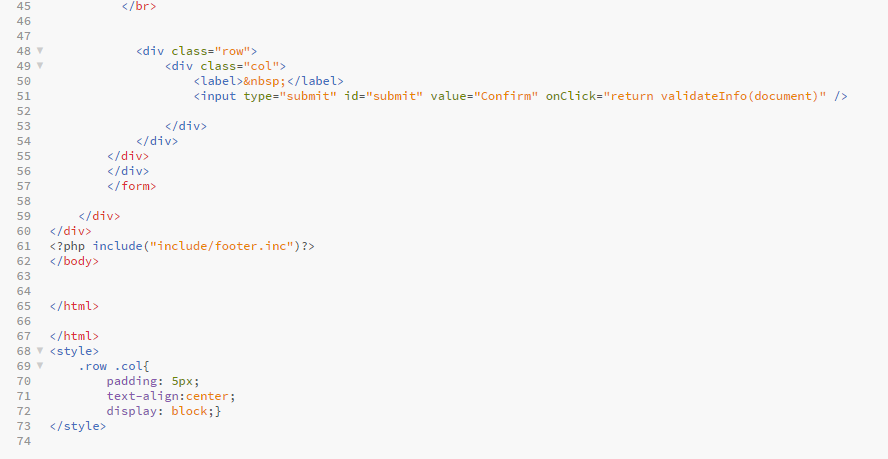 45 </br>
46
47
48 <div class="row">
49 <div class="col">
50 <label>&nbsp;</label>
51 <input type="submit" id="submit" value="Confirm" onClick="return validateInfo(document)" />
52
53 </div>
54 </div>
55 </div>
56 </div>
57 </form>
58
59 </div>
60 </div>
61 <?php include("include/footer.inc")?>
62 </body>
63
64
65 </html>
66
67 </html>
68 <style>
69 .row .col{
70 padding: 5px;
71 text-align:center;
72 display: block;}
73 </style>
74